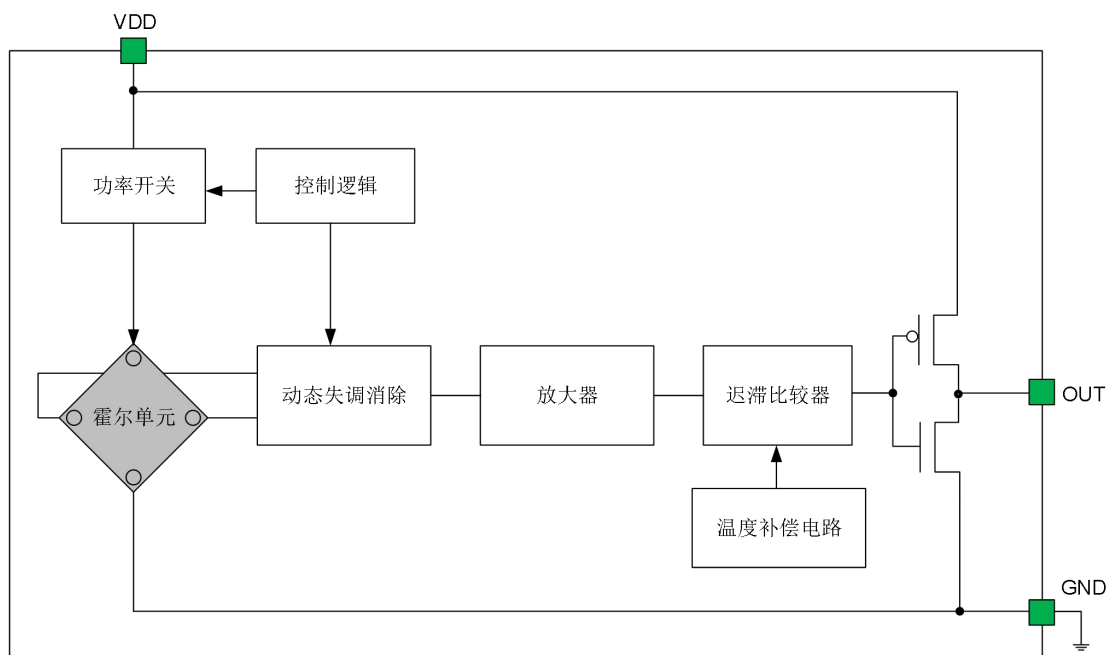 VDD
功率开关
控制逻辑
霍尔单元
动态失调消除
放大器
迟滞比较器
OUT
温度补偿电路
GND